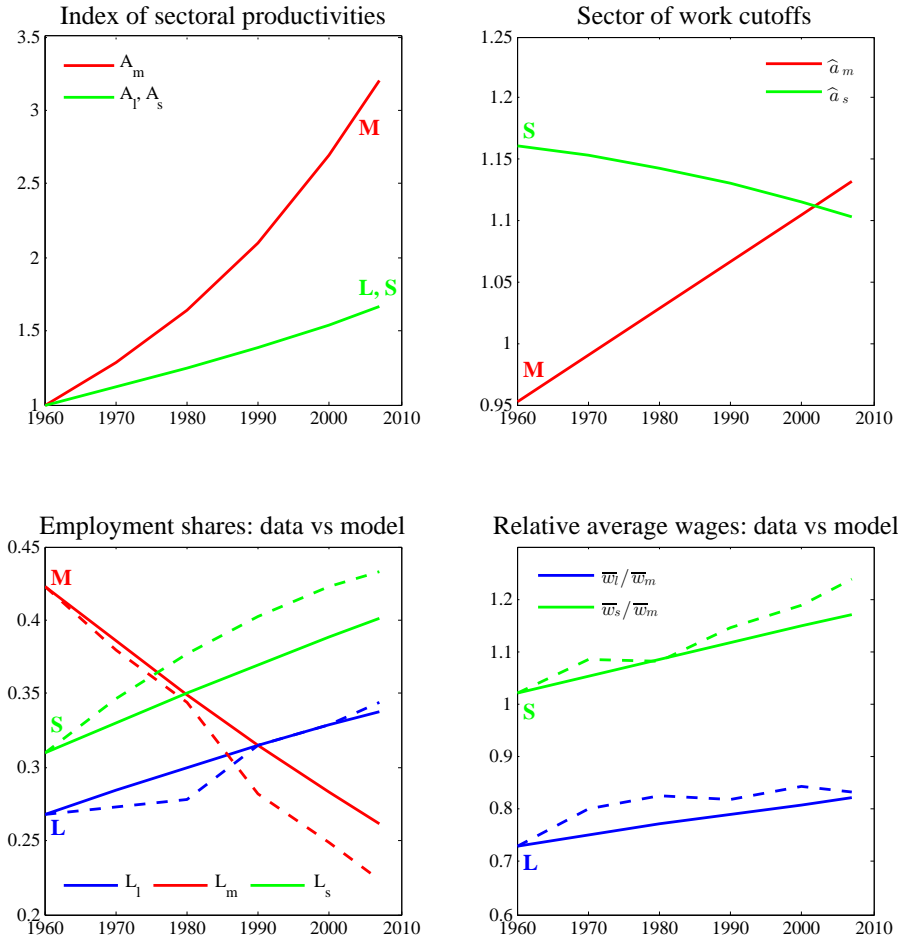 Index of sectoral productivities
3.5
3
2.5
2
1.5
1
1960 1970 1980 1990 2000 2010
A_m
A_l, A_s
M
L, S
Sector of work cutoffs
1.25
1.2
1.15
1.1
1.05
1
0.95
1960 1970 1980 1990 2000 2010
â_m
â_s
S
M
Employment shares: data vs model
0.45
0.4
0.35
0.3
0.25
0.2
1960 1970 1980 1990 2000 2010
M
S
L
L_l L_m L_s
Relative average wages: data vs model
1.2
1.1
1
0.9
0.8
0.7
0.6
1960 1970 1980 1990 2000 2010
w̅_l/w̅_m
w̅_s/w̅_m
S
L